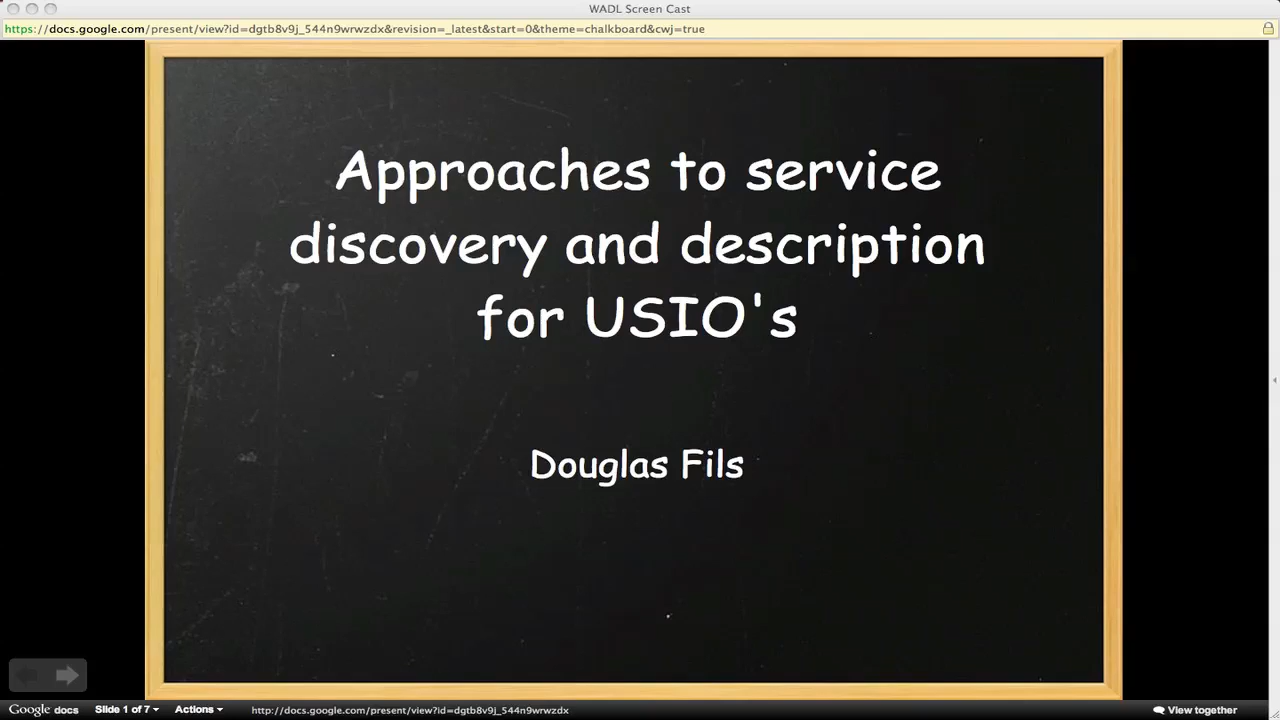 WADL Screen Cast
https://docs.google.com/present/view?id=dgtb8v9j_544n9wrwzdx&revision=_latest&start=0&theme=chalkboard&cwj=true
Approaches to service
discovery and description
for USIO's
Douglas Fils
Google docs Slide 1 of 7 Actions http://docs.google.com/present/view?id=dgtb8v9j_544n9wrwzdx View together